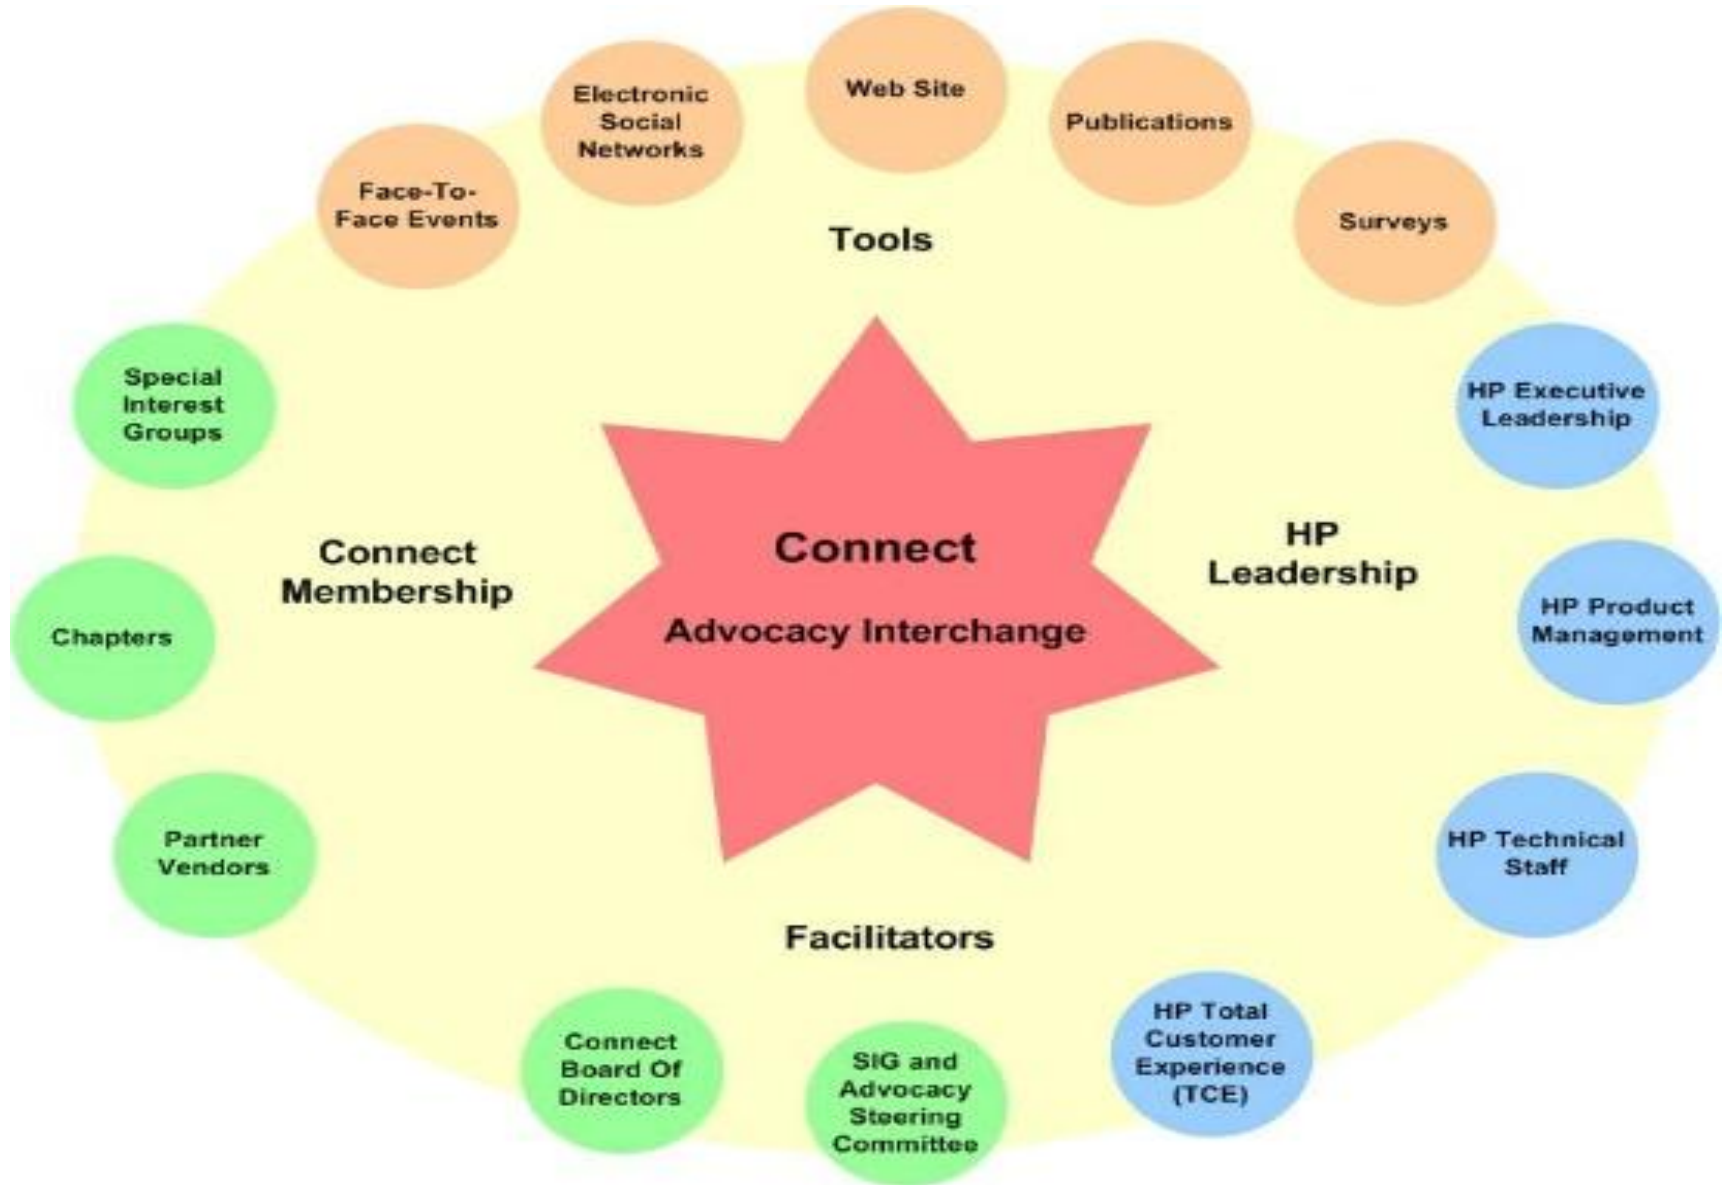 Web Site
Electronic
Social
Networks
Publications
Face-To-
Face Events
Surveys
Tools
Special
Interest
Groups
HP Executive
Leadership
Connect
Membership
Connect
Advocacy Interchange
HP
Leadership
Chapters
HP Product
Management
Partner
Vendors
HP Technical
Staff
Facilitators
Connect
Board Of
Directors
SIG and
Advocacy
Steering
Committee
HP Total
Customer
Experience
(TCE)